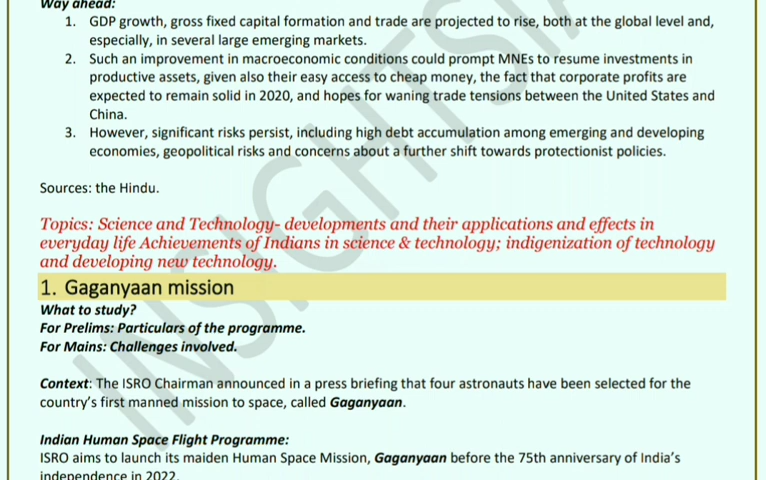 Way ahead:
1. GDP growth, gross fixed capital formation and trade are projected to rise, both at the global level and,
especially, in several large emerging markets.
2. Such an improvement in macroeconomic conditions could prompt MNEs to resume investments in
productive assets, given also their easy access to cheap money, the fact that corporate profits are
expected to remain solid in 2020, and hopes for waning trade tensions between the United States and
China.
3. However, significant risks persist, including high debt accumulation among emerging and developing
economies, geopolitical risks and concerns about a further shift towards protectionist policies.
Sources: the Hindu.
Topics: Science and Technology- developments and their applications and effects in
everyday life Achievements of Indians in science & technology; indigenization of technology
and developing new technology.
1. Gaganyaan mission
What to study?
For Prelims: Particulars of the programme.
For Mains: Challenges involved.
Context: The ISRO Chairman announced in a press briefing that four astronauts have been selected for the
country's first manned mission to space, called Gaganyaan.
Indian Human Space Flight Programme:
ISRO aims to launch its maiden Human Space Mission, Gaganyaan before the 75th anniversary of India's
independence in 2022.
INSIGHTSIA